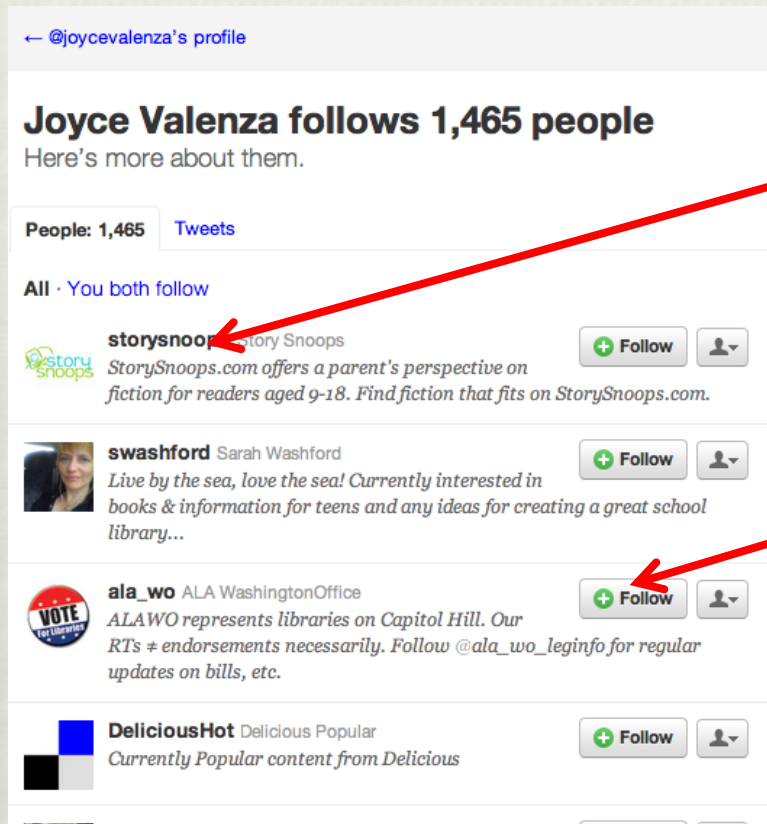 ← @joycevalenza's profile
Joyce Valenza follows 1,465 people
Here's more about them.
People: 1,465 Tweets
All · You both follow
storysnoop Story Snoops
Follow
story
snoops
StorySnoops.com offers a parent's perspective on
fiction for readers aged 9-18. Find fiction that fits on StorySnoops.com.
swashford Sarah Washford
Follow
Live by the sea, love the sea! Currently interested in
books & information for teens and any ideas for creating a great school
library...
ala_wo ALA WashingtonOffice
Follow
VOTE
For Libraries
ALAWO represents libraries on Capitol Hill. Our
RTs ≠ endorsements necessarily. Follow @ala_wo_leginfo for regular
updates on bills, etc.
DeliciousHot Delicious Popular
Follow
Currently Popular content from Delicious